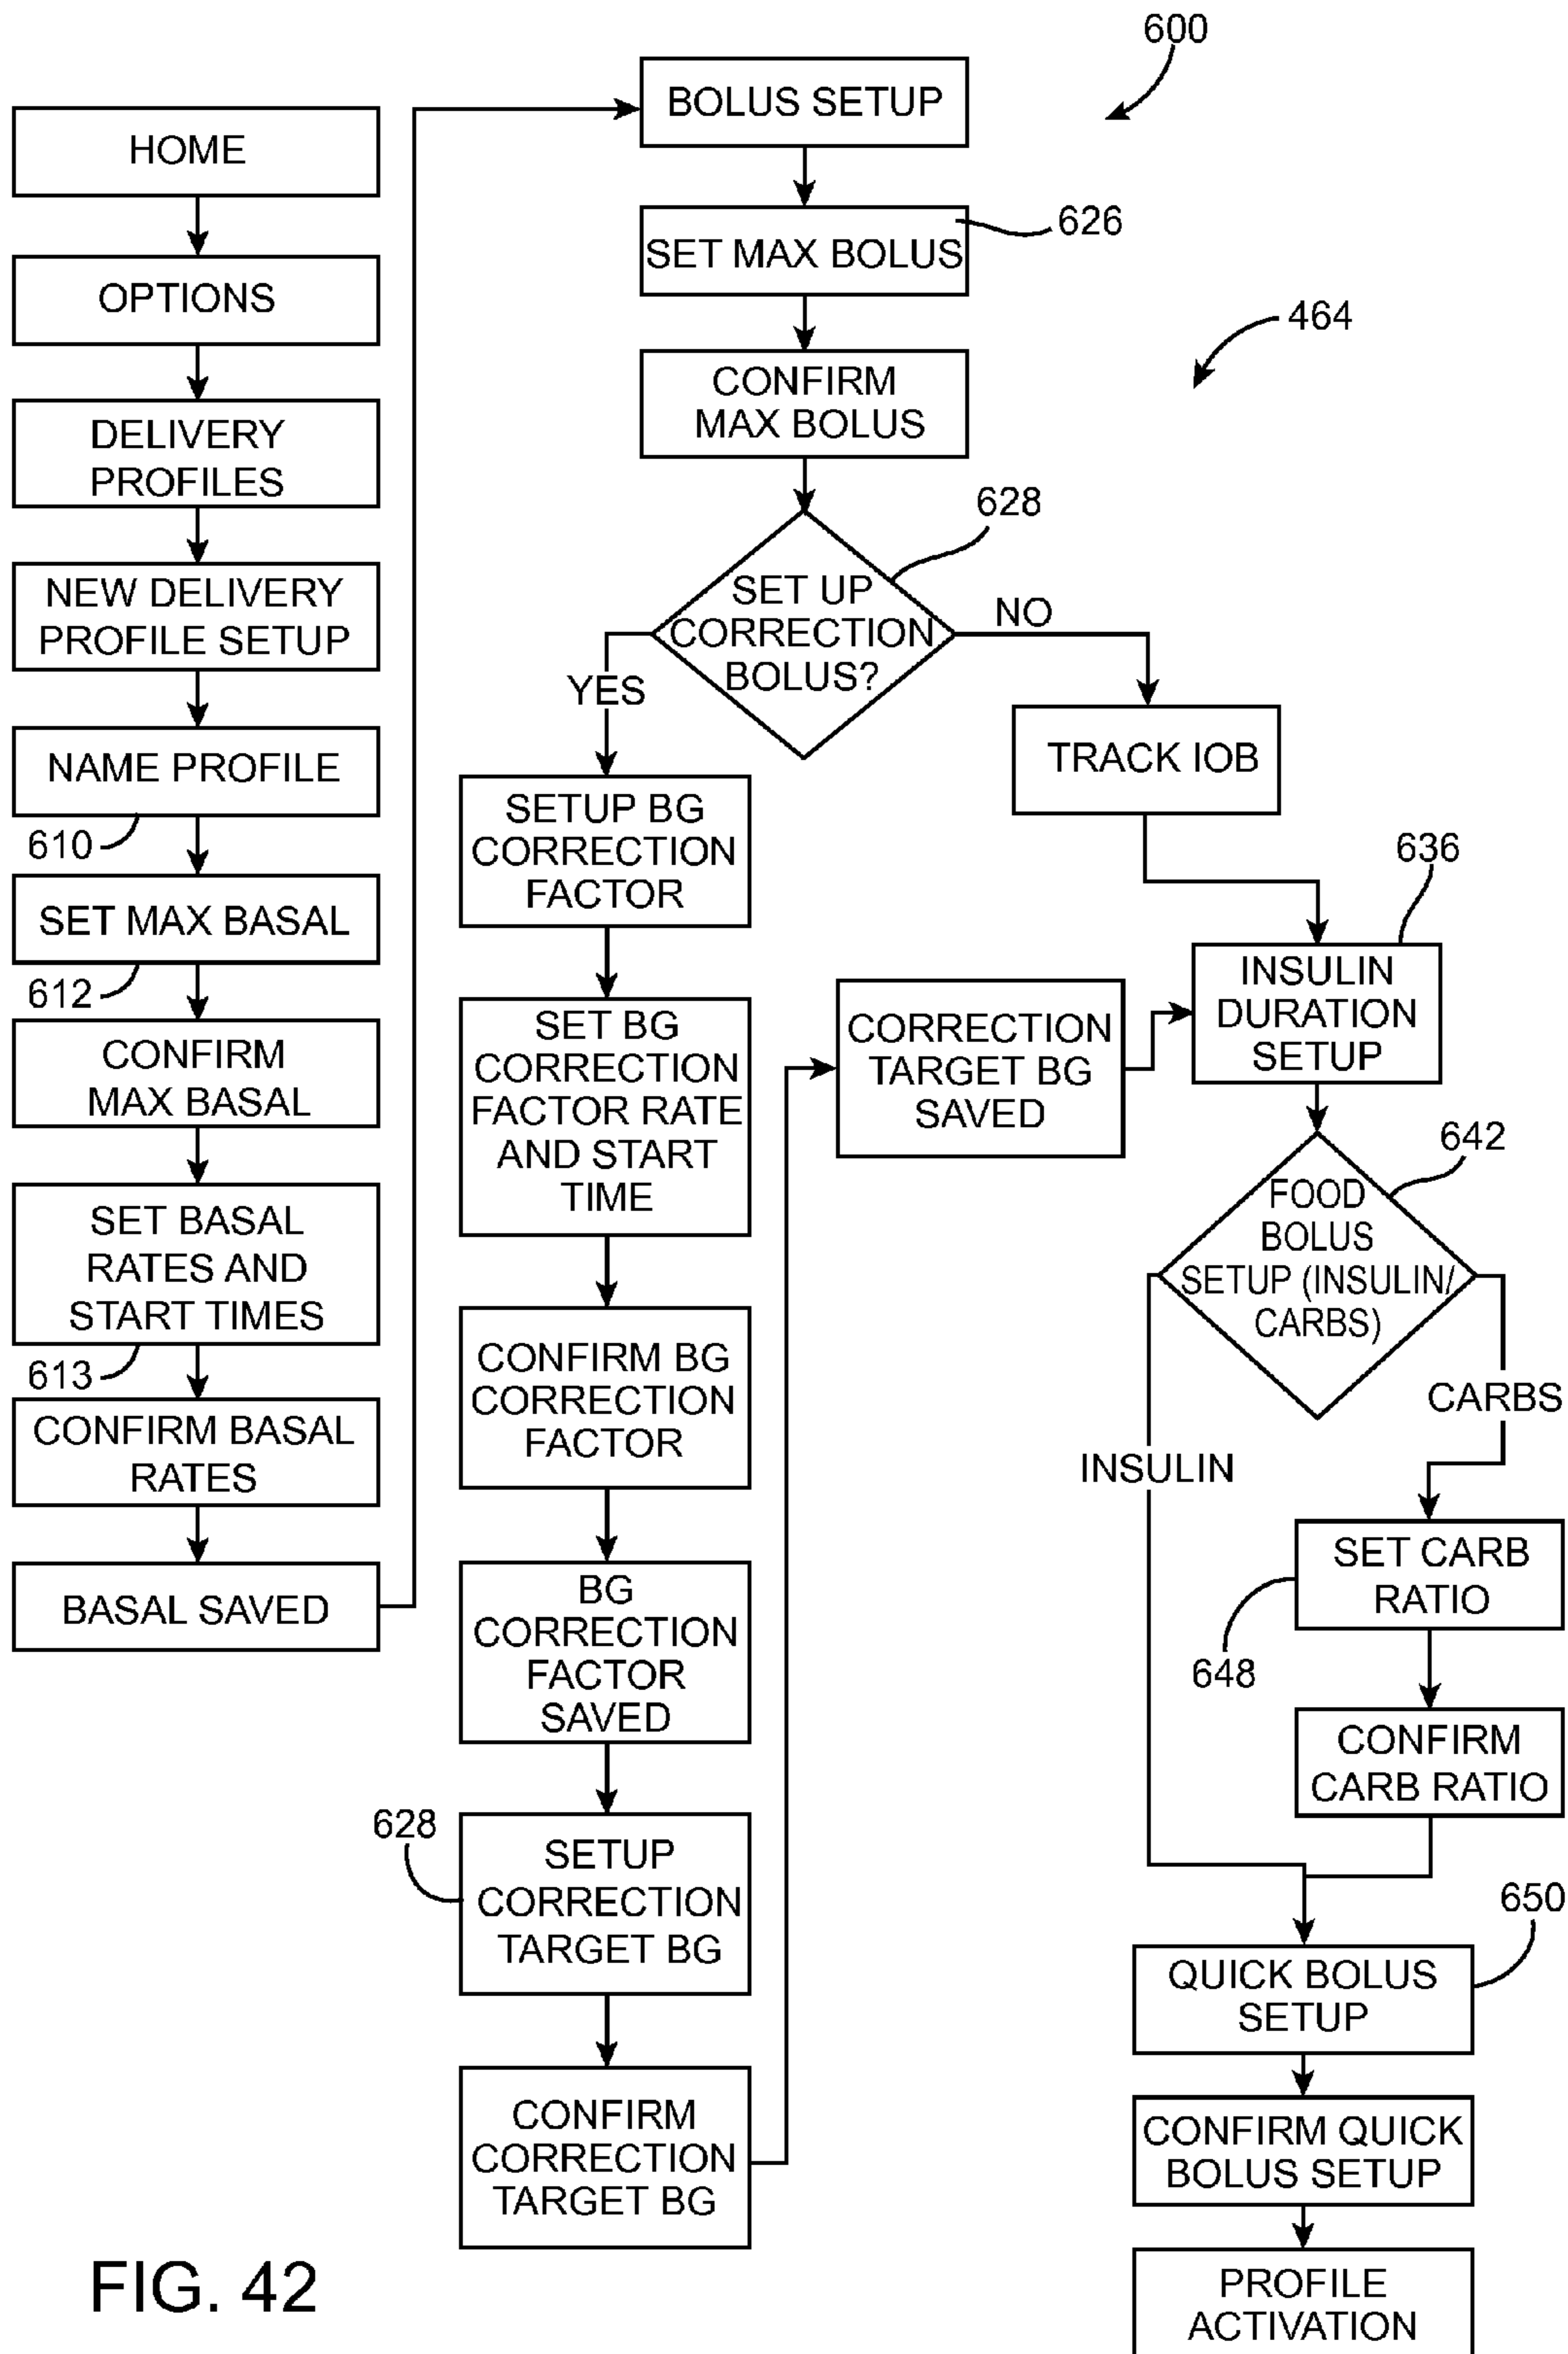 600
HOME
OPTIONS
DELIVERY
PROFILES
NEW DELIVERY
PROFILE SETUP
NAME PROFILE
610
SET MAX BASAL
612
CONFIRM
MAX BASAL
SET BASAL
RATES AND
START TIMES
613
CONFIRM BASAL
RATES
BASAL SAVED
BOLUS SETUP
SET MAX BOLUS
626
464
CONFIRM
MAX BOLUS
628
SET UP
CORRECTION
BOLUS?
YES
NO
SETUP BG
CORRECTION
FACTOR
SET BG
CORRECTION
FACTOR RATE
AND START
TIME
CONFIRM BG
CORRECTION
FACTOR
BG
CORRECTION
FACTOR
SAVED
628
SETUP
CORRECTION
TARGET BG
CONFIRM
CORRECTION
TARGET BG
CORRECTION
TARGET BG
SAVED
TRACK IOB
636
INSULIN
DURATION
SETUP
642
FOOD
BOLUS
SETUP (INSULIN/
CARBS)
INSULIN
CARBS
SET CARB
RATIO
648
CONFIRM
CARB RATIO
650
QUICK BOLUS
SETUP
CONFIRM QUICK
BOLUS SETUP
PROFILE
ACTIVATION
FIG. 42